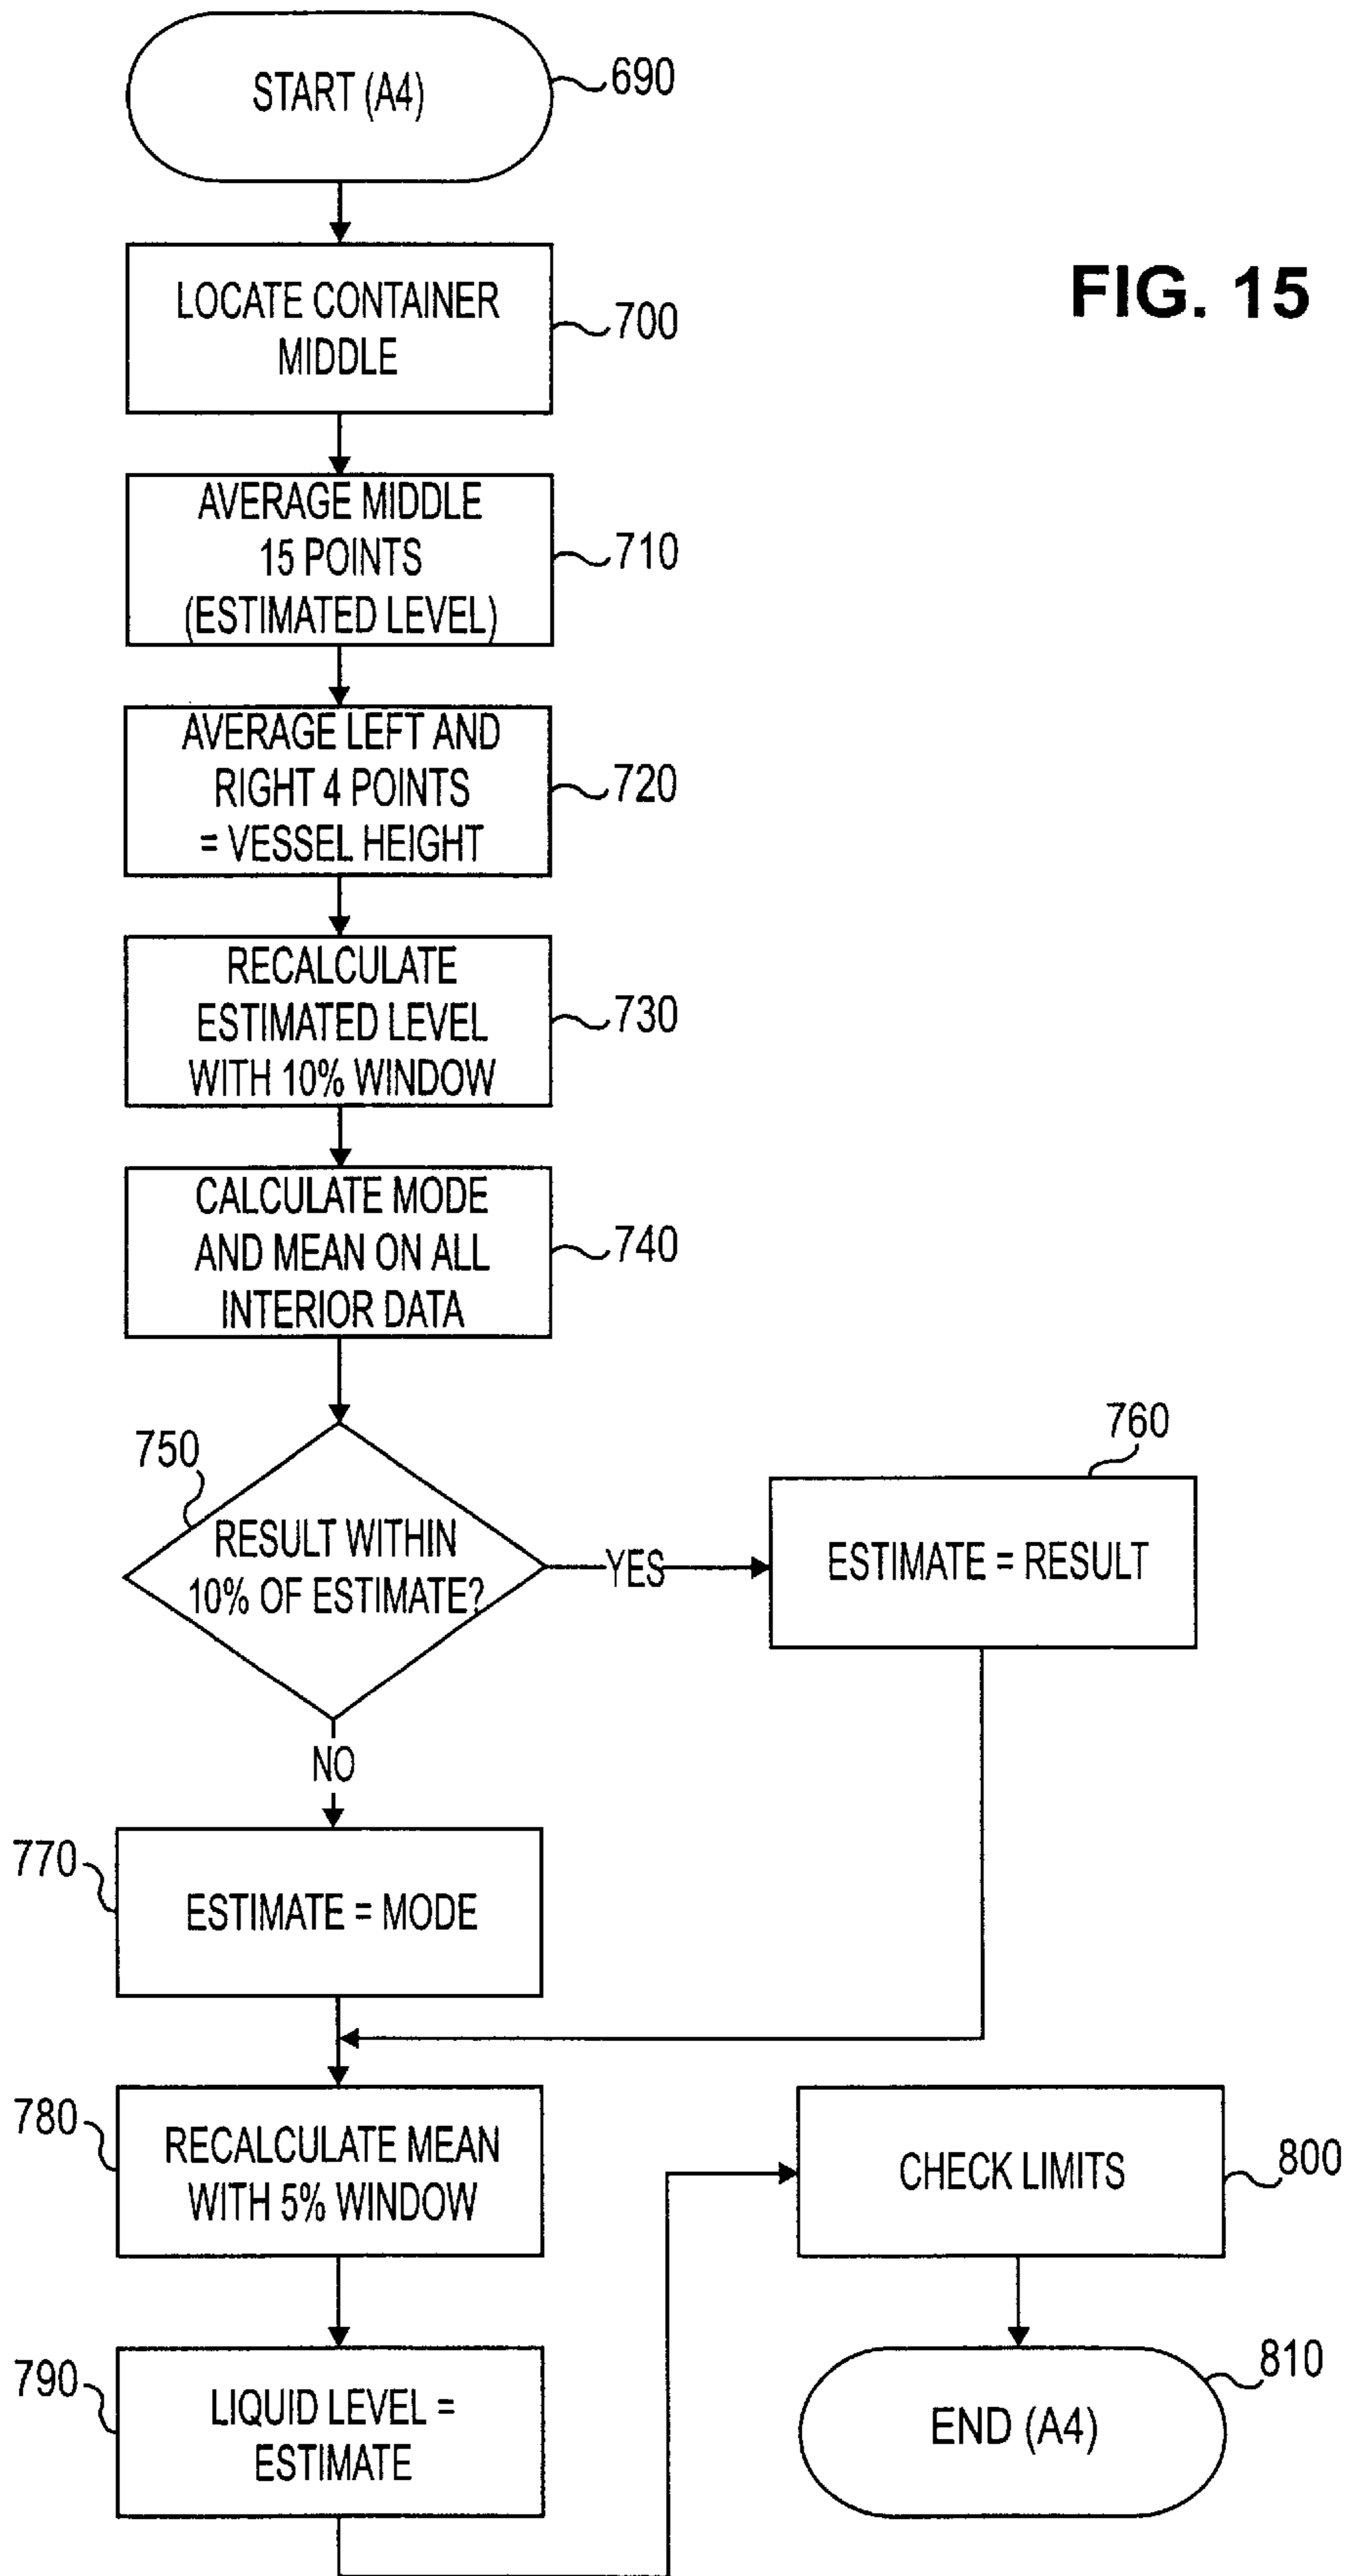 START (A4)
690
FIG. 15
LOCATE CONTAINER
MIDDLE
700
AVERAGE MIDDLE
15 POINTS
(ESTIMATED LEVEL)
710
AVERAGE LEFT AND
RIGHT 4 POINTS
= VESSEL HEIGHT
720
RECALCULATE
ESTIMATED LEVEL
WITH 10% WINDOW
730
CALCULATE MODE
AND MEAN ON ALL
INTERIOR DATA
740
750
RESULT WITHIN
10% OF ESTIMATE?
YES
760
ESTIMATE = RESULT
NO
770
ESTIMATE = MODE
780
RECALCULATE MEAN
WITH 5% WINDOW
790
LIQUID LEVEL =
ESTIMATE
CHECK LIMITS
800
810
END (A4)